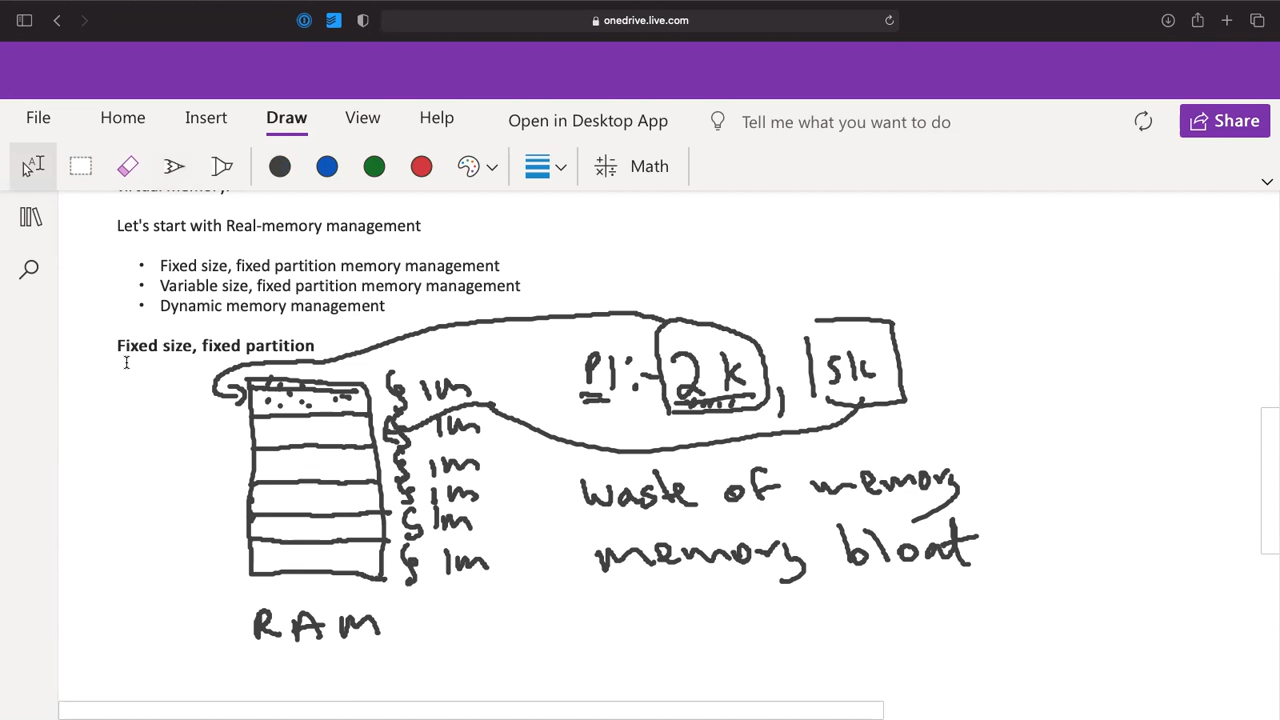 onedrive.live.com
File Home Insert Draw View Help Open in Desktop App Tell me what you want to do Share
Math
virtual memory.
Let's start with Real-memory management
• Fixed size, fixed partition memory management
• Variable size, fixed partition memory management
• Dynamic memory management
Fixed size, fixed partition
P1:- 2k, 51k
1m
1m
1m
1m
1m
1m
waste of memory
memory bloat
RAM